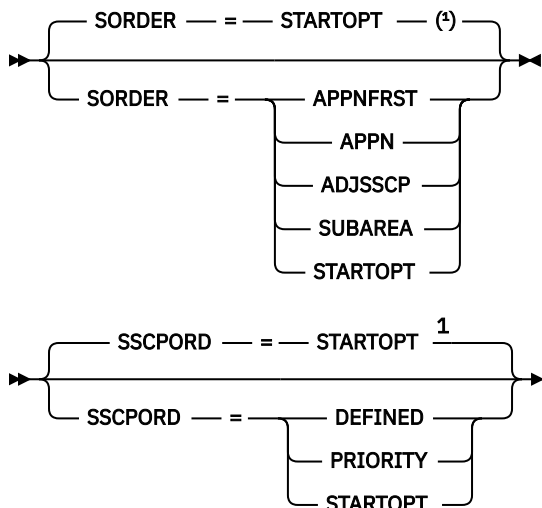 SORDER = STARTOPT (1)
SORDER = APPNFRST
APPN
ADJSSCP
SUBAREA
STARTOPT
SSCPORD = STARTOPT 1
SSCPORD = DEFINED
PRIORITY
STARTOPT